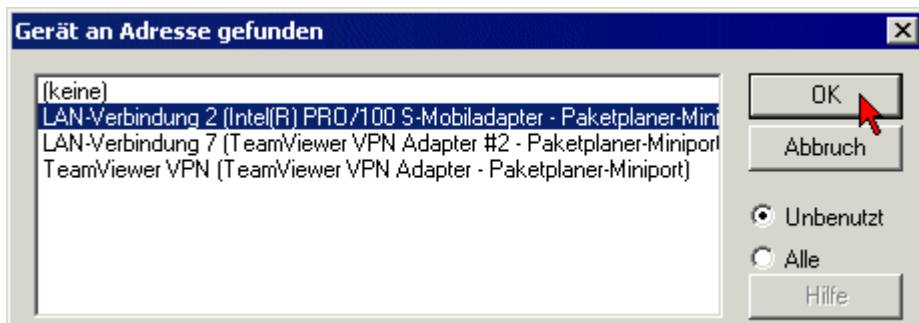 Gerät an Adresse gefunden
(keine)
LAN-Verbindung 2 (Intel(R) PRO/100 S-Mobiladapter - Paketplaner-Mini
LAN-Verbindung 7 (TeamViewer VPN Adapter #2 - Paketplaner-Miniport
TeamViewer VPN (TeamViewer VPN Adapter - Paketplaner-Miniport)
OK
Abbruch
Unbenutzt
Alle
Hilfe